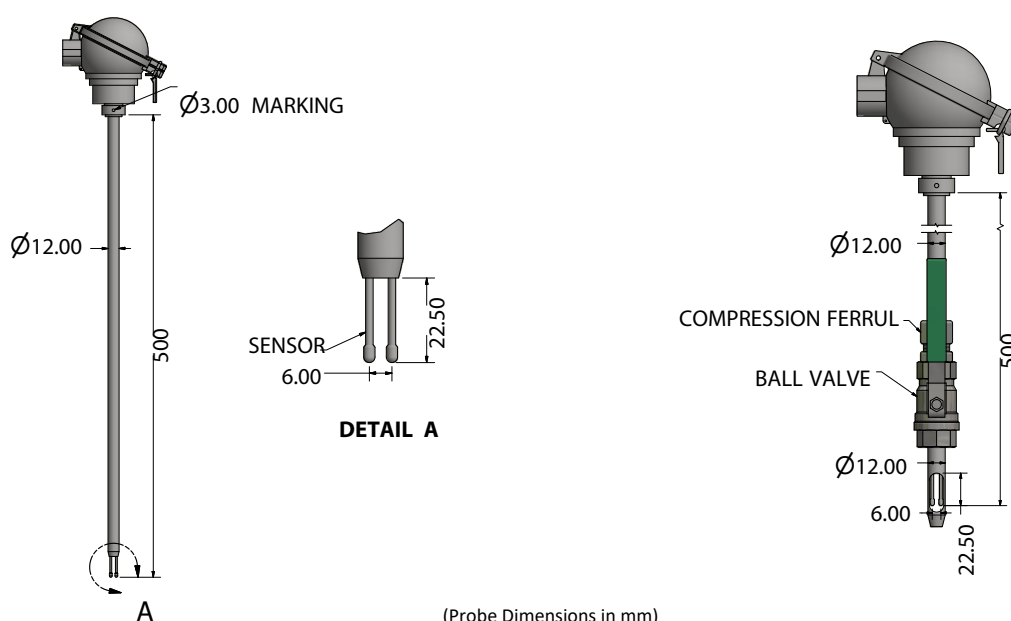 Ø3.00 MARKING
Ø12.00
500
SENSOR
22.50
6.00
DETAIL A
A
Ø12.00
COMPRESSION FERRUL
500
BALL VALVE
Ø12.00
6.00
22.50
(Probe Dimensions in mm)